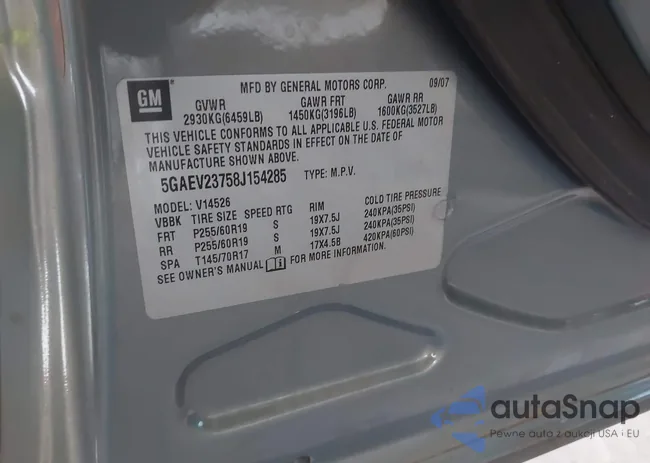 GM
MFD BY GENERAL MOTORS CORP. 09/07
GVWR GAWR FRT GAWR RR
2930KG(6459LB) 1450KG(3196LB) 1600KG(3527LB)
THIS VEHICLE CONFORMS TO ALL APPLICABLE U.S. FEDERAL MOTOR
VEHICLE SAFETY STANDARDS IN EFFECT ON THE DATE OF
MANUFACTURE SHOWN ABOVE.
5GAEV23758J154285 TYPE: M.P.V.
MODEL: V14526
VBBK TIRE SIZE SPEED RTG RIM COLD TIRE PRESSURE
FRT P255/60R19 S 19X7.5J 240KPA(35PSI)
RR P255/60R19 S 19X7.5J 240KPA(35PSI)
SPA T145/70R17 M 17X4.5B 420KPA(60PSI)
SEE OWNER'S MANUAL FOR MORE INFORMATION.
autaSnap
Pewne auta z aukcji USA i EU